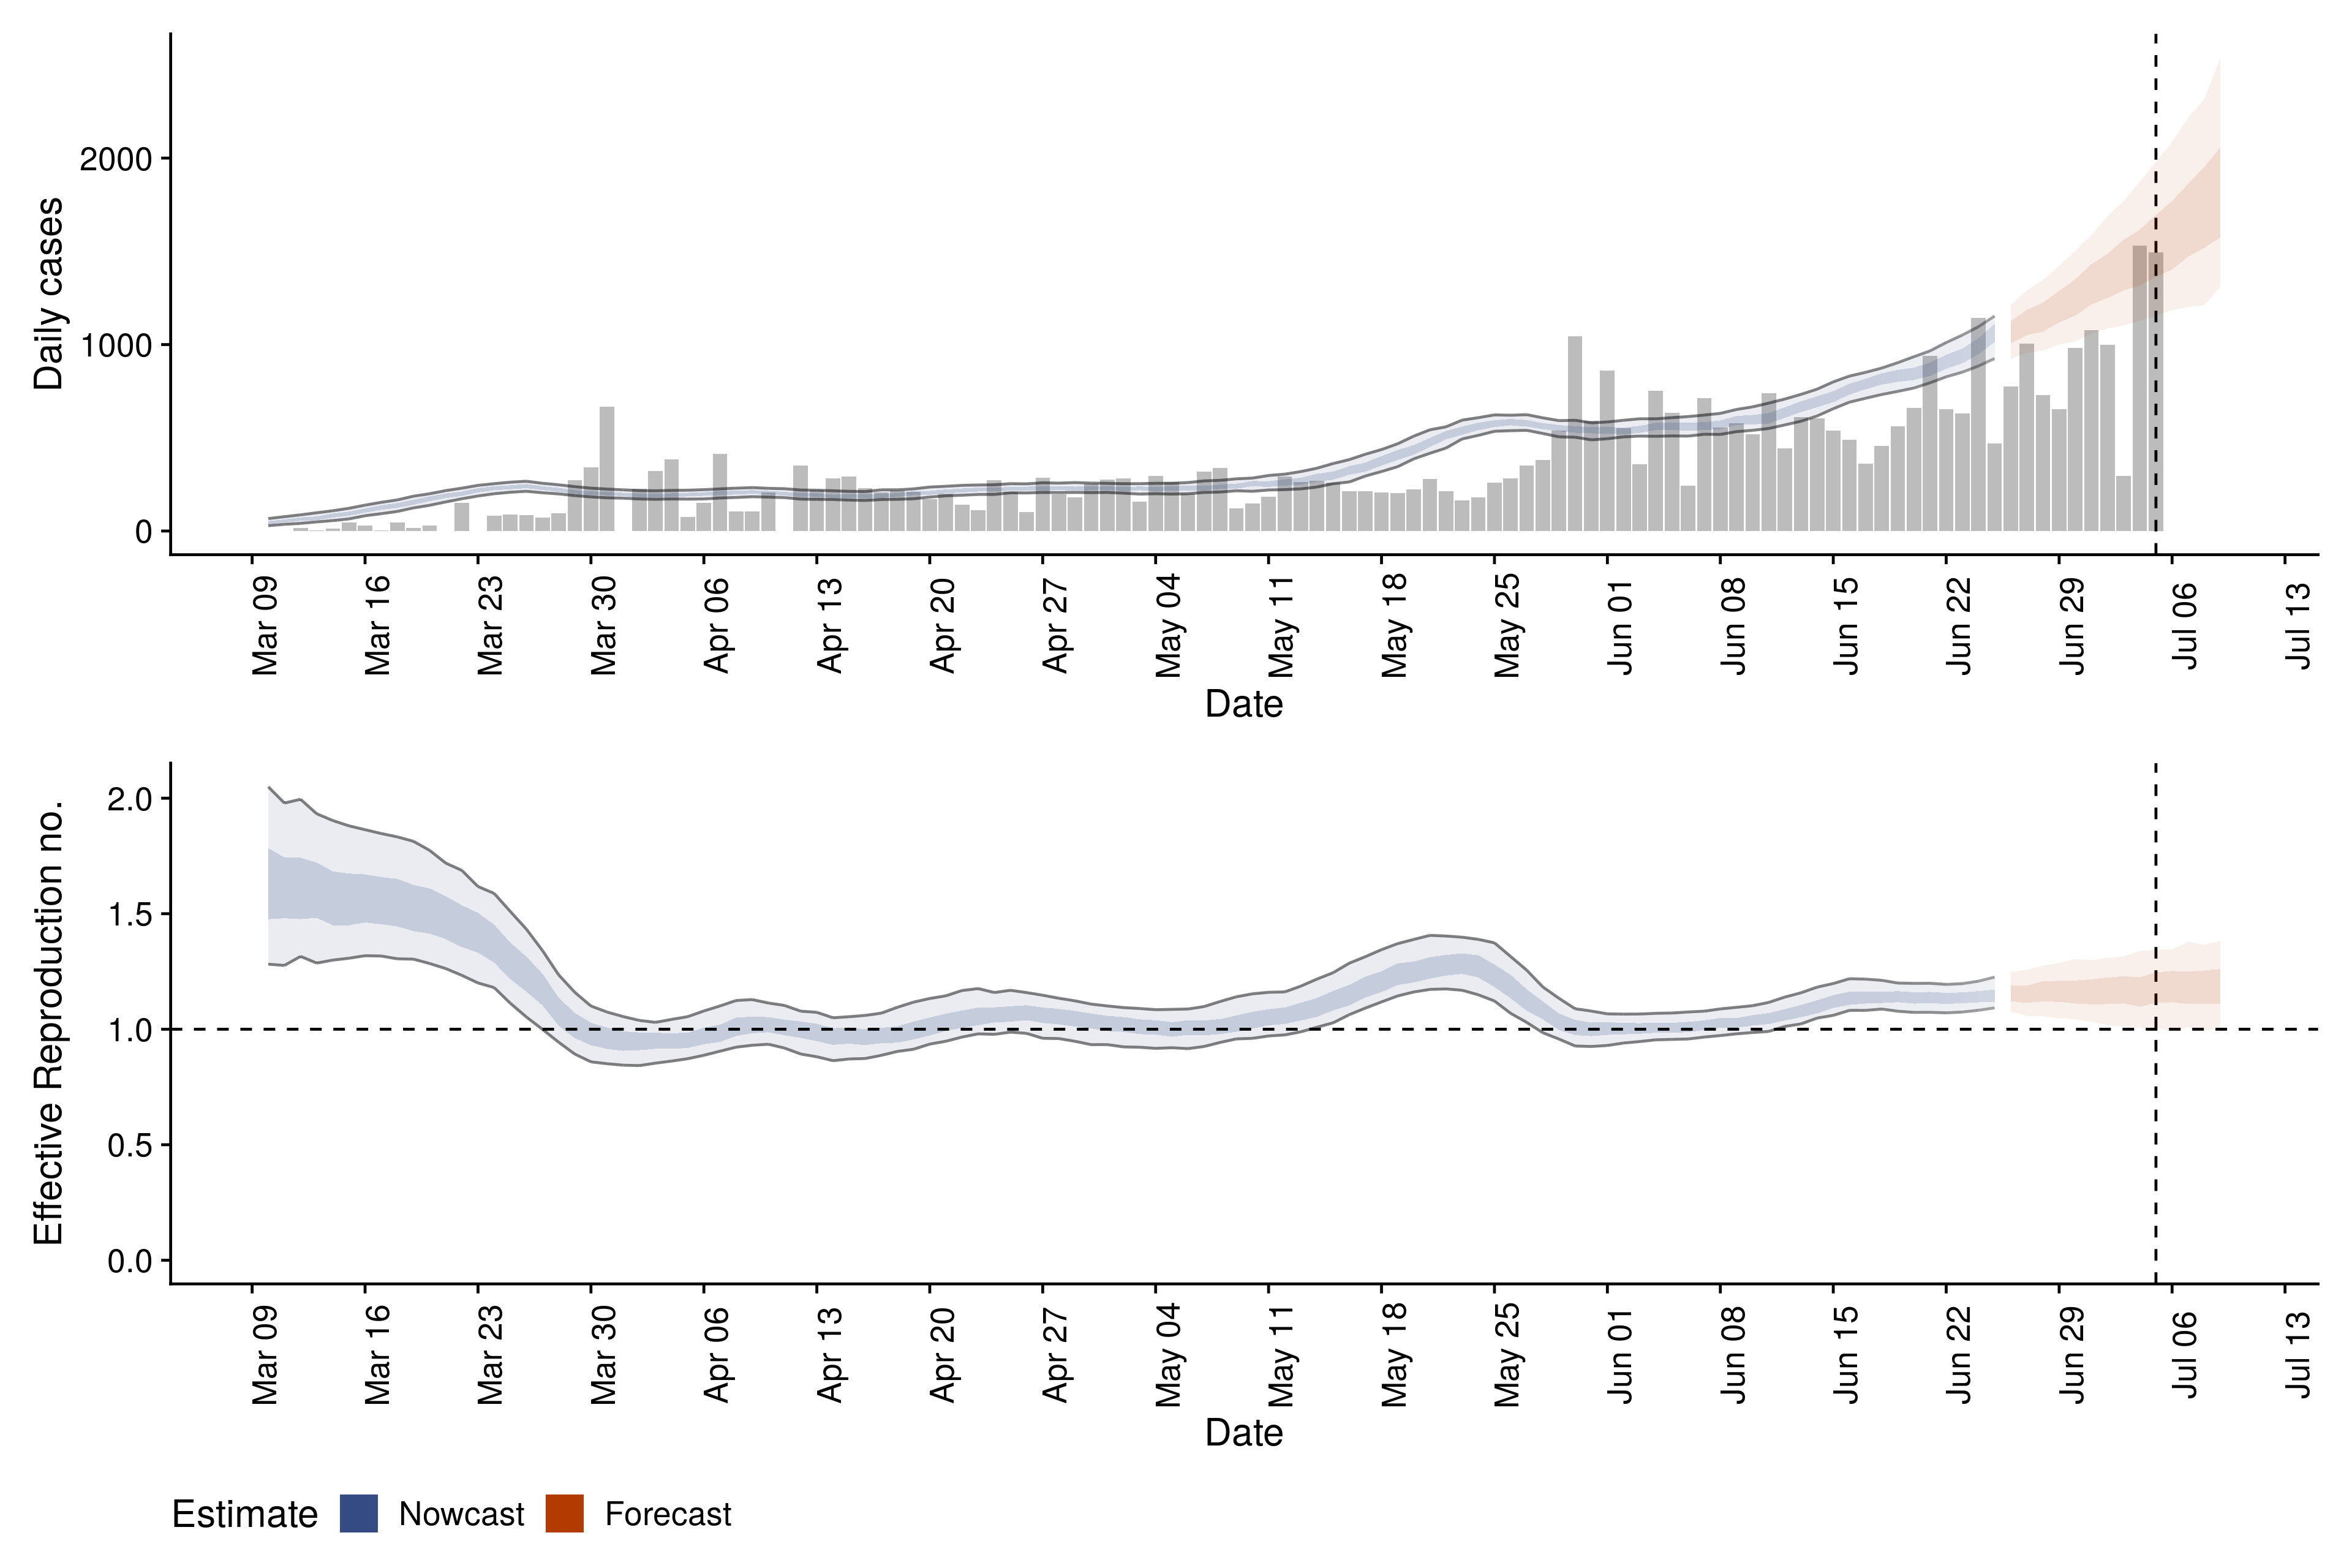 Daily cases
2000
1000
0
Mar 09 Mar 16 Mar 23 Mar 30 Apr 06 Apr 13 Apr 20 Apr 27 May 04 May 11 May 18 May 25 Jun 01 Jun 08 Jun 15 Jun 22 Jun 29 Jul 06 Jul 13
Date
Effective Reproduction no.
2.0
1.5
1.0
0.5
0.0
Mar 09 Mar 16 Mar 23 Mar 30 Apr 06 Apr 13 Apr 20 Apr 27 May 04 May 11 May 18 May 25 Jun 01 Jun 08 Jun 15 Jun 22 Jun 29 Jul 06 Jul 13
Date
Estimate Nowcast Forecast